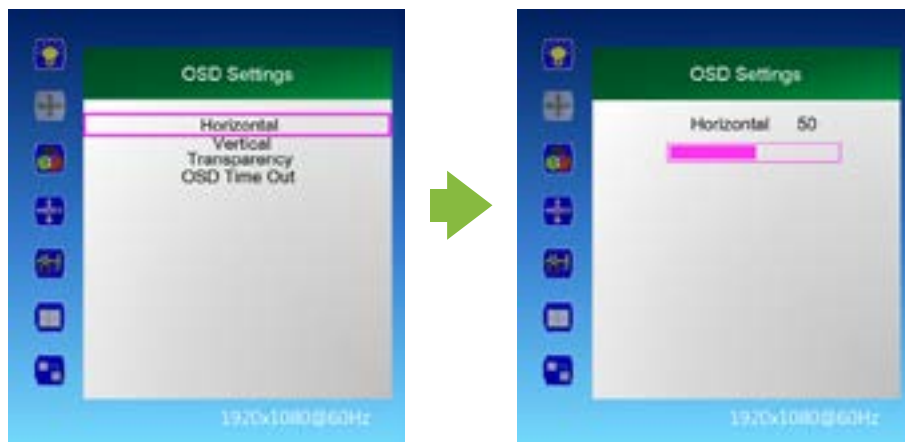 OSD Settings
Horizontal
Vertical
Transparency
OSD Time Out
1920x1080@60Hz
OSD Settings
Horizontal 50
1920x1080@60Hz